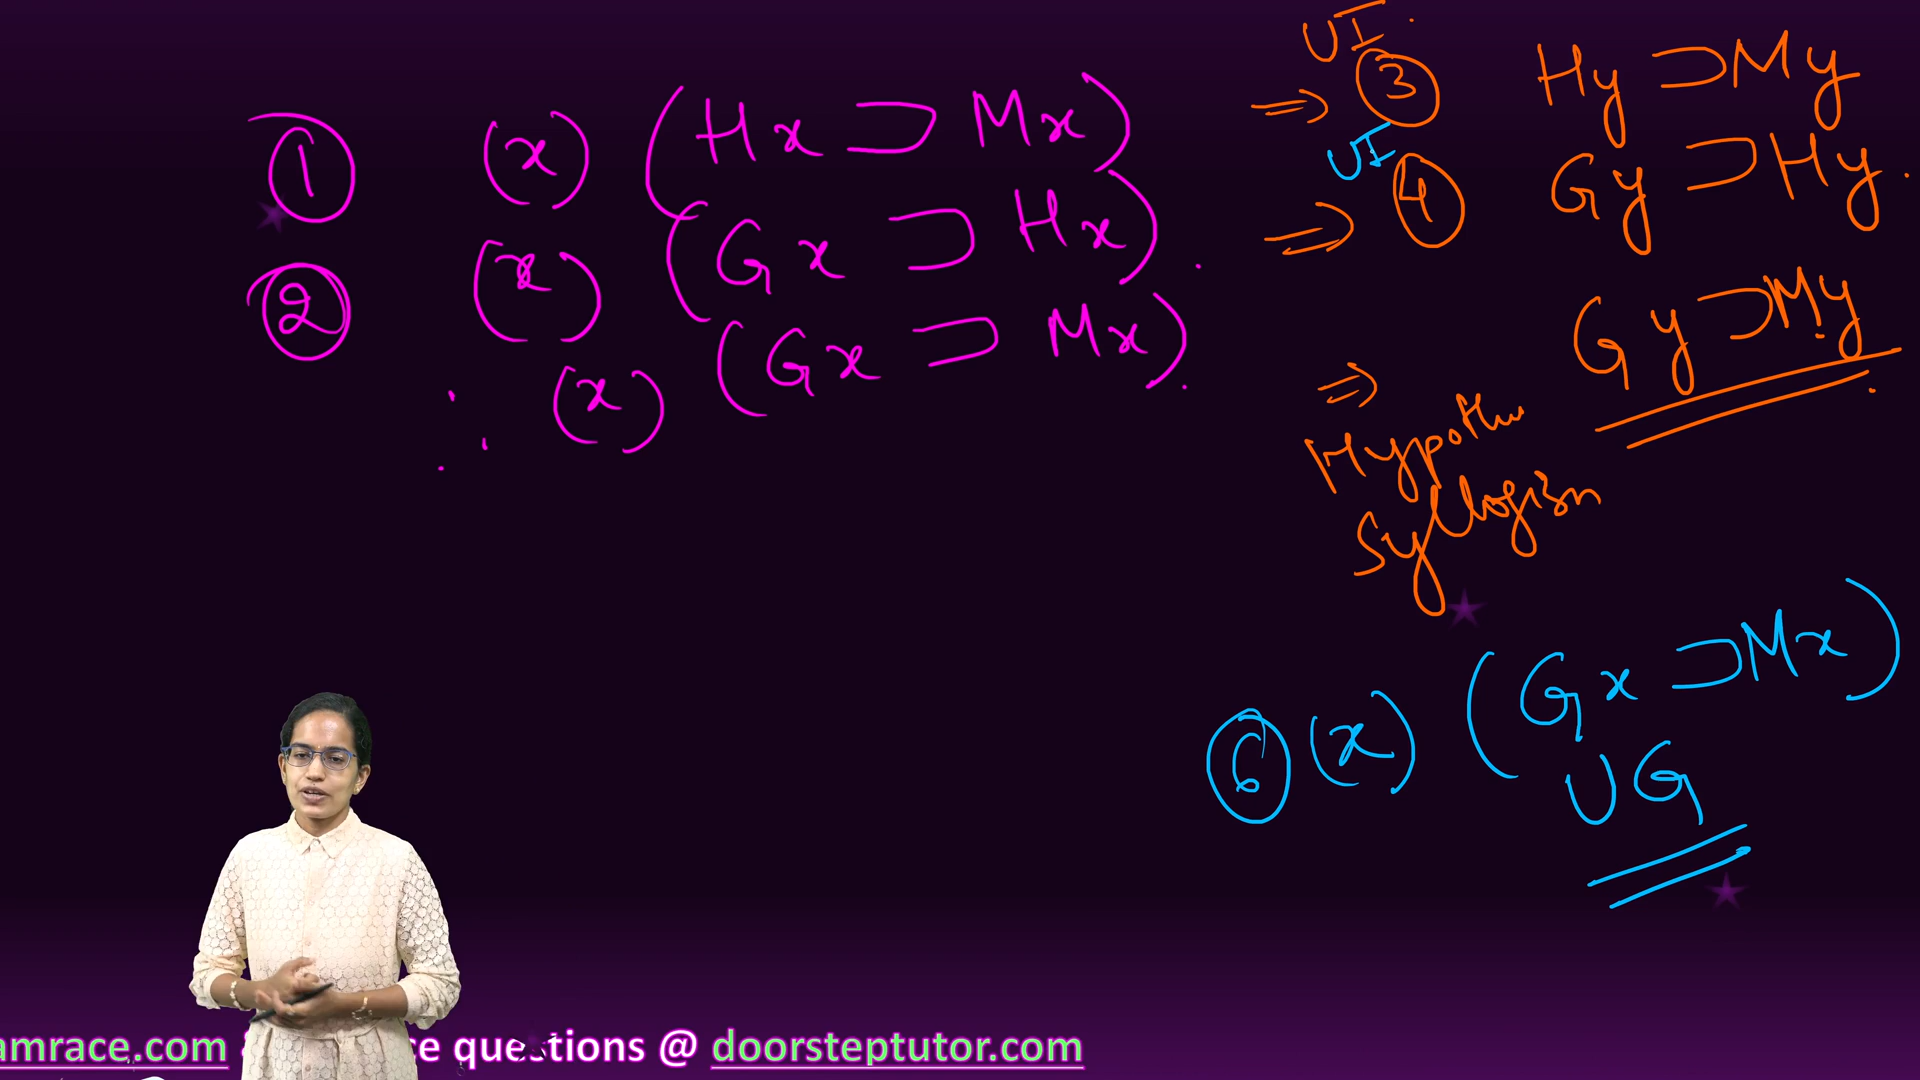 ① (x) (Hx ⊃ Mx)
② (x) (Gx ⊃ Hx).
∴ (x) (Gx ⊃ Mx).
UI
⇒ ③ Hy ⊃ My
UI
⇒ ④ Gy ⊃ Hy.
Gy ⊃ My
⇒
Syllogism
⑥ (x) (Gx ⊃ Mx)
UG
amrace.com ce questions @ doorsteptutor.com